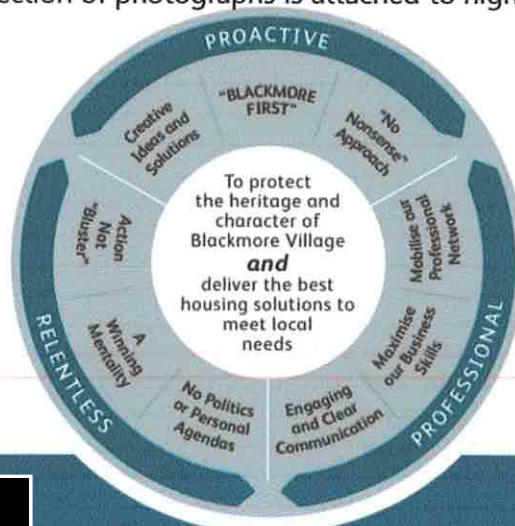 ection of photographs is attached to
PROACTIVE
Creative
Ideas and
Solutions
"BLACKMORE
FIRST"
"No
Nonsense"
Approach
Mobilise our
Professional
Network
Maximise
our Business
Skills
Engaging
and Clear
Communication
PROFESSIONAL
No Politics
or Personal
Agendas
A
Winning
Mentality
Action
Not
"Bluster"
RELENTLESS
To protect
the heritage and
character of
Blackmore Village
and
deliver the best
housing solutions to
meet local
needs